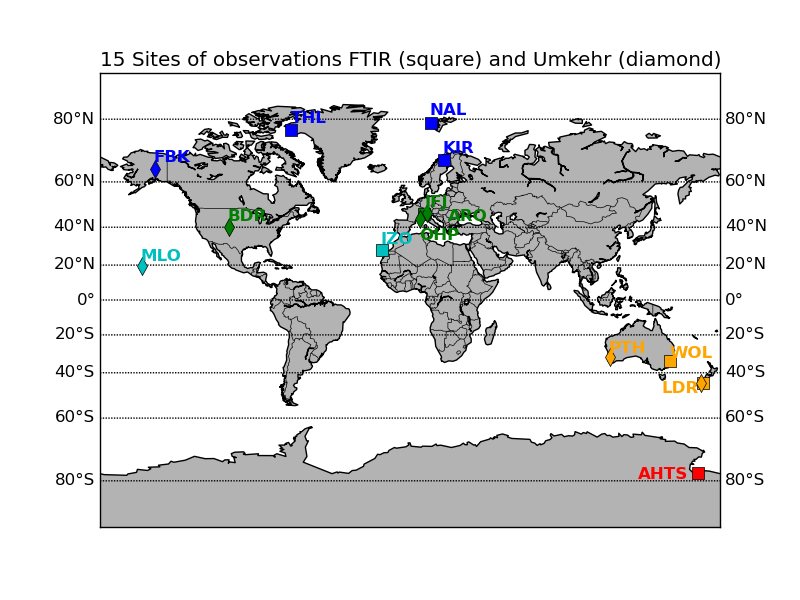 15 Sites of observations FTIR (square) and Umkehr (diamond)
80°N 80°N
NAL
THL
KIR
FBK
60°N 60°N
JFJ
BDR ARO
40°N 40°N
OHP
IZO
MLO
20°N 20°N
0° 0°
20°S 20°S
PTH WOL
40°S 40°S
LDR
60°S 60°S
AHTS
80°S 80°S